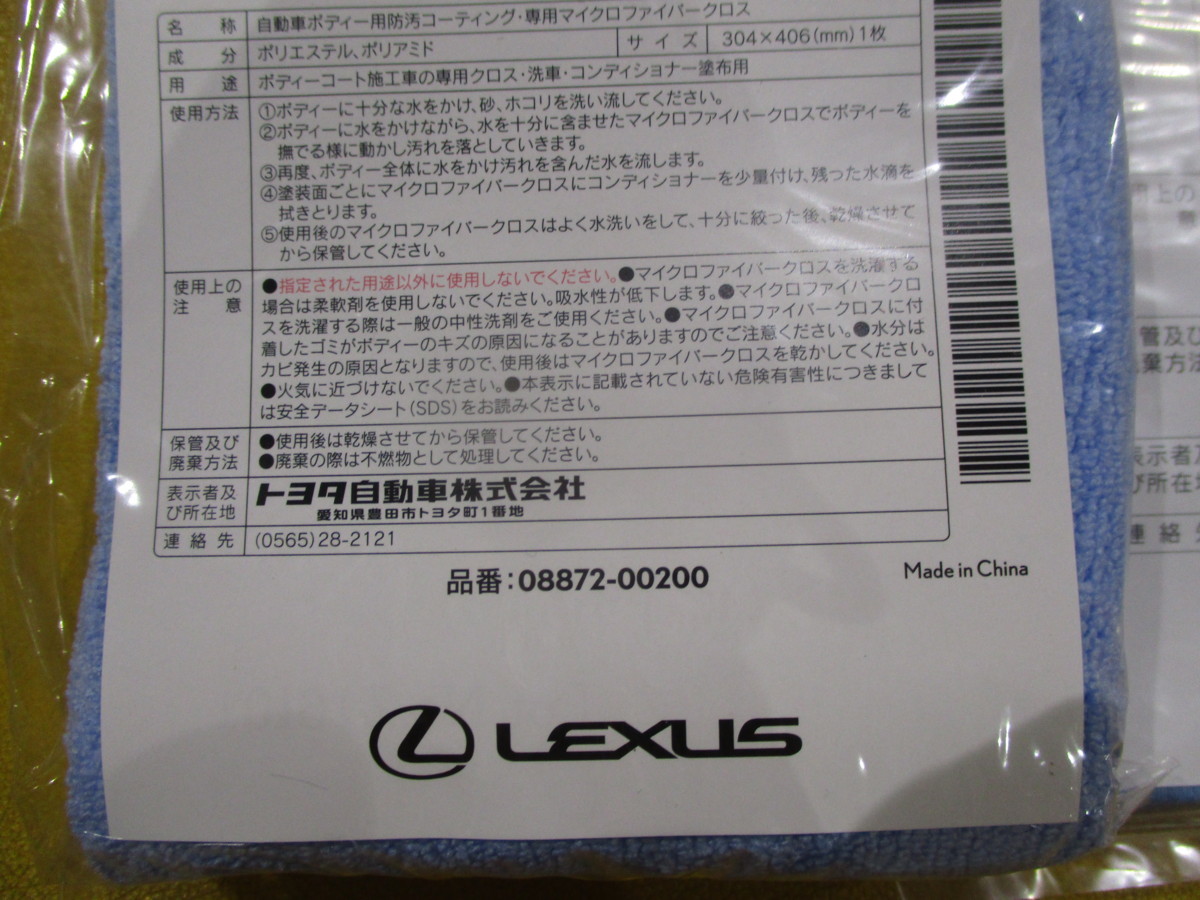 名 称 自動車ボディー用防汚コーティング・専用マイクロファイバークロス
成 分 ポリエステル、ポリアミド サイズ 304×406(mm)1枚
用 途 ボディーコート施工車の専用クロス・洗車・コンディショナー塗布用
使用方法 ①ボディーに十分な水をかけ、砂、ホコリを洗い流してください。
②ボディーに水をかけながら、水を十分に含ませたマイクロファイバークロスでボディーを
撫でる様に動かし汚れを落としていきます。
③再度、ボディー全体に水をかけ汚れを含んだ水を流します。
④塗装面ごとにマイクロファイバークロスにコンディショナーを少量付け、残った水滴を
拭きとります。
⑤使用後のマイクロファイバークロスはよく水洗いをして、十分に絞った後、乾燥させて
から保管してください。
使用上の注 意 ●指定された用途以外に使用しないでください。●マイクロファイバークロスを洗濯する
場合は柔軟剤を使用しないでください。吸水性が低下します。●マイクロファイバークロ
スを洗濯する際は一般の中性洗剤をご使用ください。●マイクロファイバークロスに付
着したゴミがボディーのキズの原因になることがありますのでご注意ください。●水分は
カビ発生の原因となりますので、使用後はマイクロファイバークロスを乾かしてください。
●火気に近づけないでください。●本表示に記載されていない危険有害性につきまして
は安全データシート(SDS)をお読みください。
保管及び ●使用後は乾燥させてから保管してください。
廃棄方法 ●廃棄の際は不燃物として処理してください。
表示者及 トヨタ自動車株式会社
び所在地 愛知県豊田市トヨタ町1番地
連絡先 (0565)28-2121
品番:08872-00200
Made in China
LEXUS
用上の
意
管及び
棄方法
表示者及
び所在地
連 絡